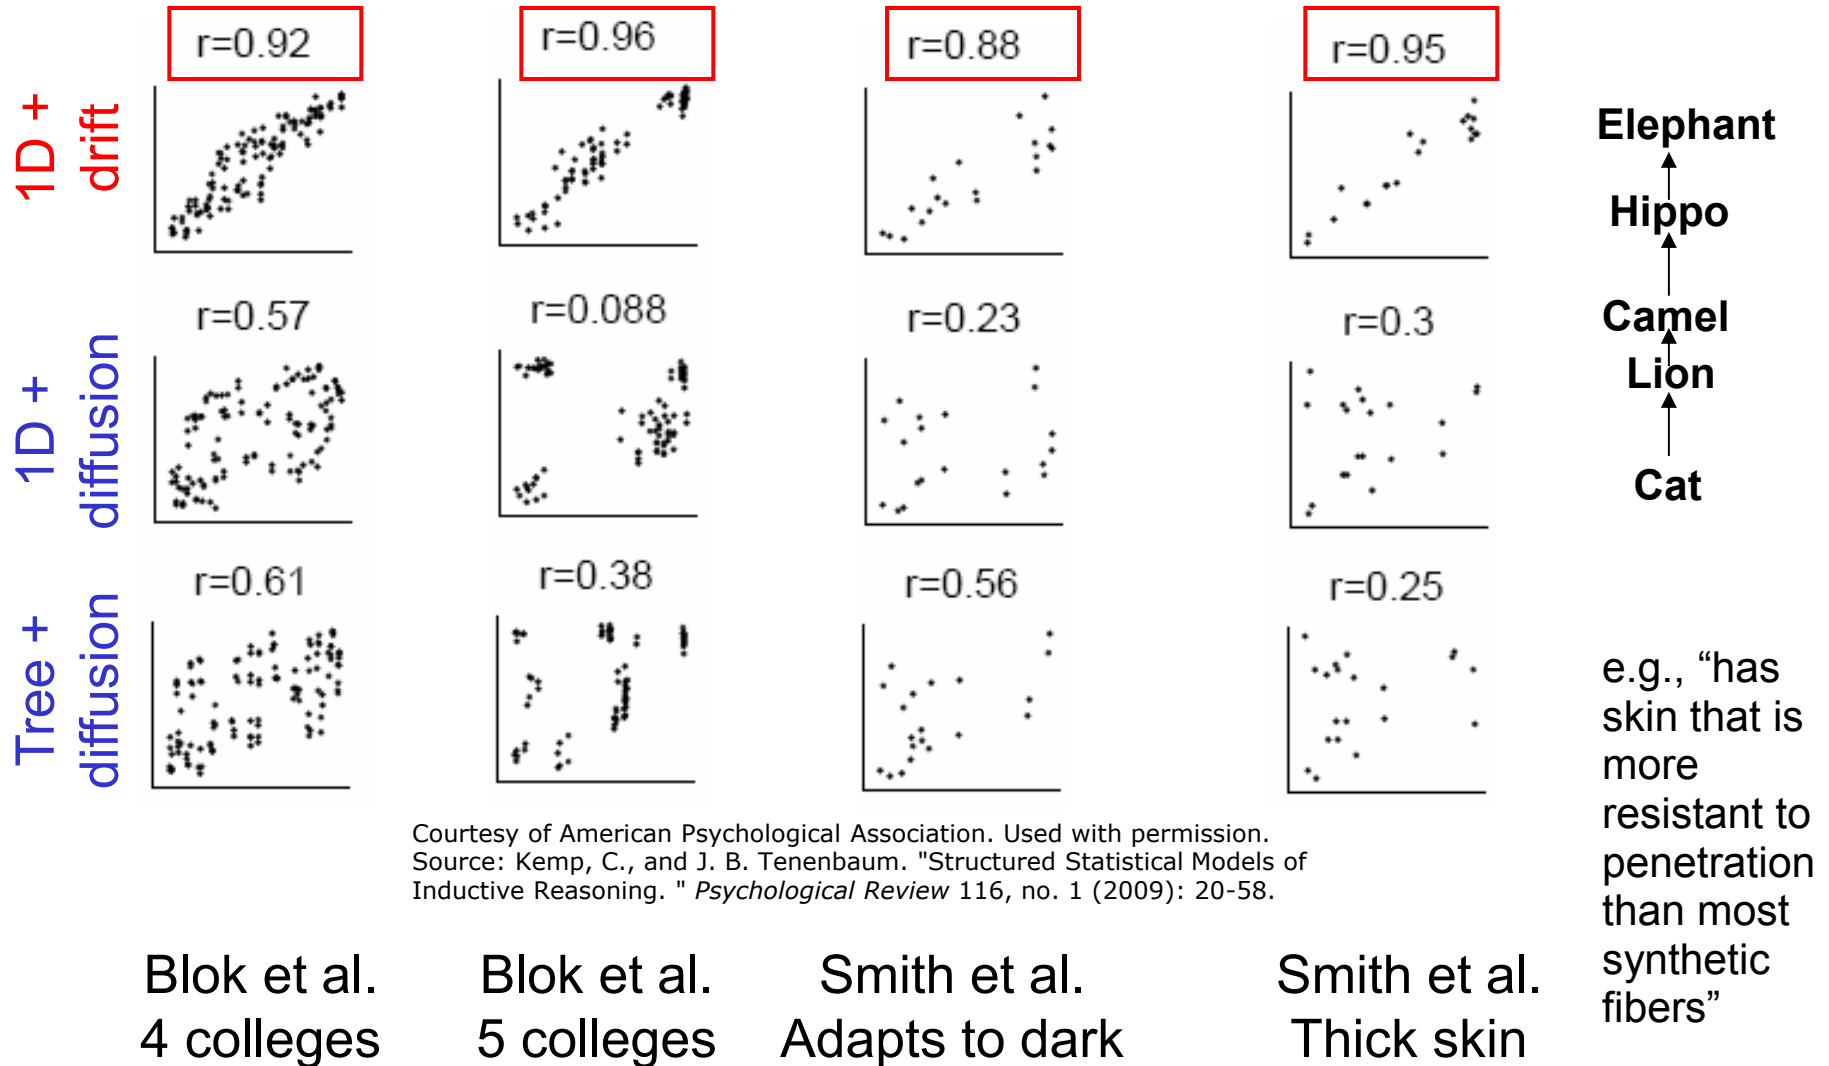 r=0.92
r=0.96
r=0.88
r=0.95
1D +
drift
r=0.57
r=0.088
r=0.23
r=0.3
1D +
diffusion
r=0.61
r=0.38
r=0.56
r=0.25
Tree +
diffusion
Elephant
Hippo
Camel
Lion
Cat
e.g., “has
skin that is
more
resistant to
penetration
than most
synthetic
fibers”
Courtesy of American Psychological Association. Used with permission.
Source: Kemp, C., and J. B. Tenenbaum. "Structured Statistical Models of
Inductive Reasoning. " Psychological Review 116, no. 1 (2009): 20-58.
Blok et al.
4 colleges
Blok et al.
5 colleges
Smith et al.
Adapts to dark
Smith et al.
Thick skin